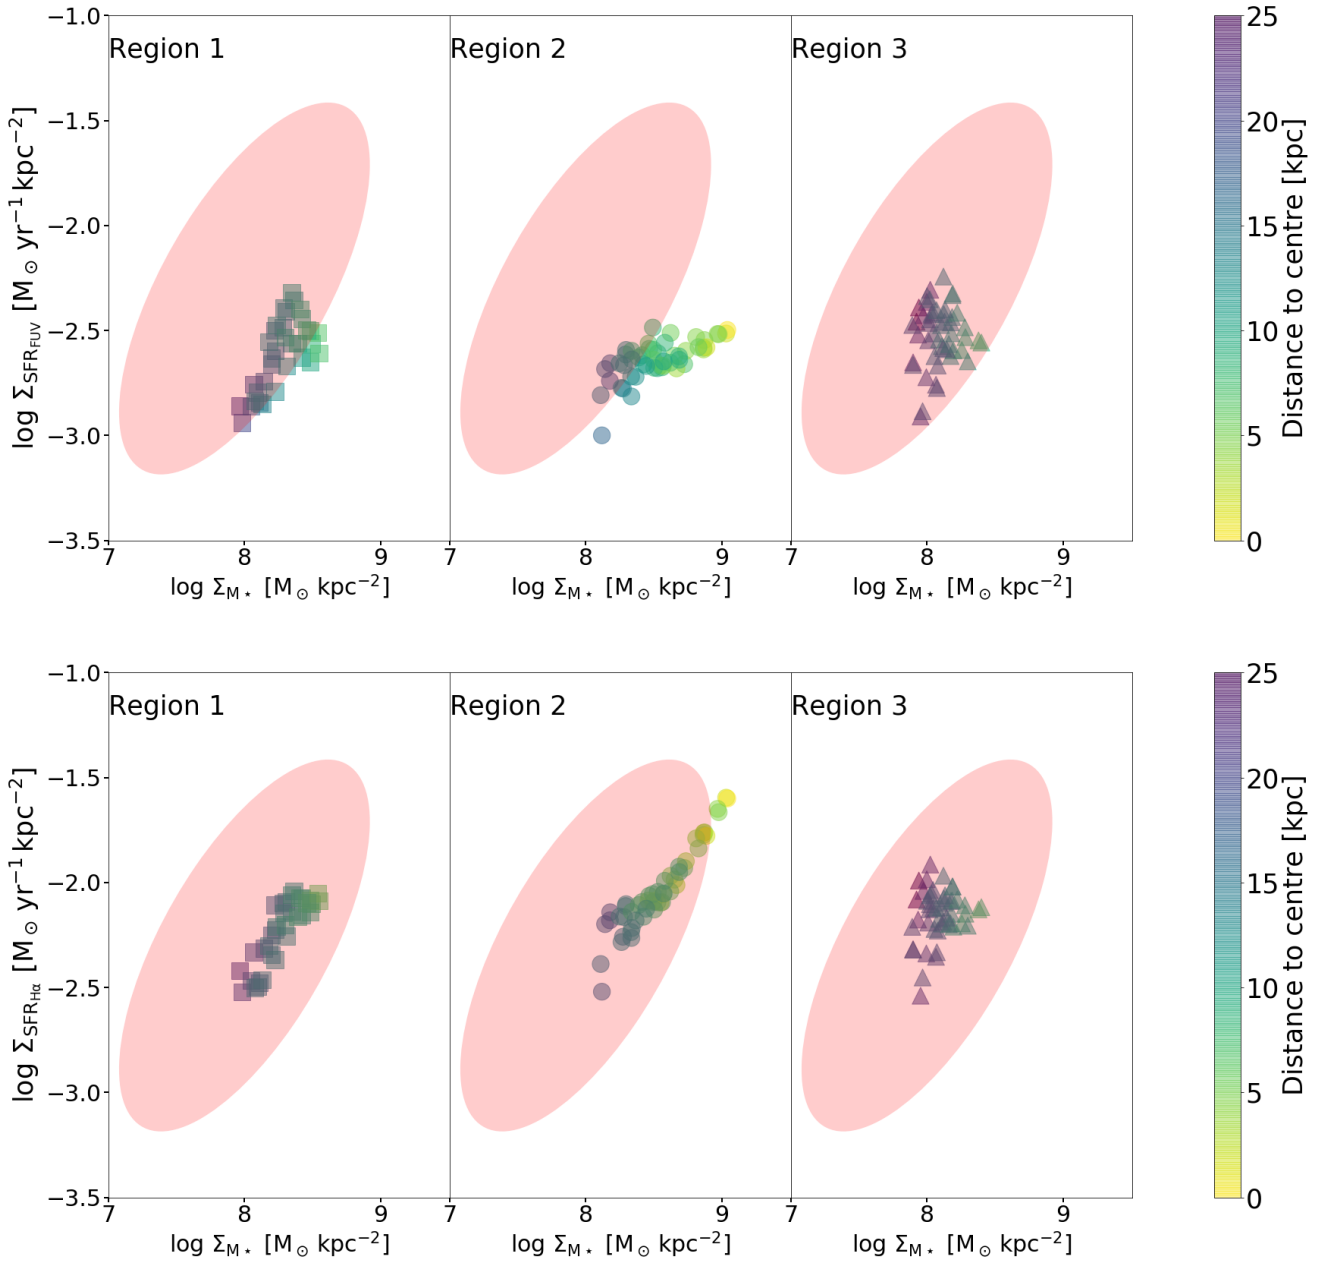 −1.0
−1.5
−2.0
−2.5
−3.0
−3.5
log Σ_SFR_FUV [M⊙ yr⁻¹ kpc⁻²]
Region 1
Region 2
Region 3
7 8 9
7 8 9
7 8 9
log Σ_M⋆ [M⊙ kpc⁻²]
log Σ_M⋆ [M⊙ kpc⁻²]
log Σ_M⋆ [M⊙ kpc⁻²]
25
20
15
10
5
0
Distance to centre [kpc]
−1.0
−1.5
−2.0
−2.5
−3.0
−3.5
log Σ_SFR_Hα [M⊙ yr⁻¹ kpc⁻²]
Region 1
Region 2
Region 3
7 8 9
7 8 9
7 8 9
log Σ_M⋆ [M⊙ kpc⁻²]
log Σ_M⋆ [M⊙ kpc⁻²]
log Σ_M⋆ [M⊙ kpc⁻²]
25
20
15
10
5
0
Distance to centre [kpc]